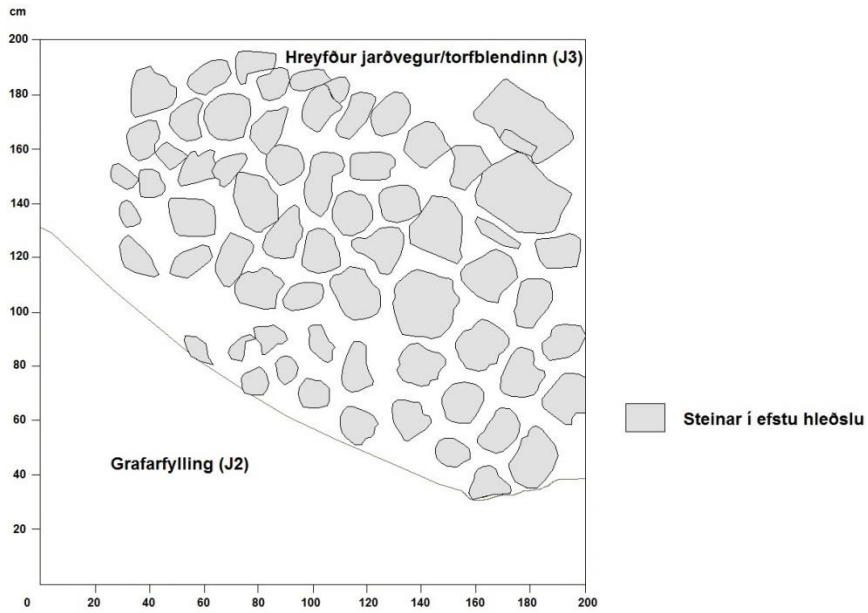 cm
200
Hreyfður jarðvegur/torfblendinn (J3)
180
160
140
120
100
80
60
40
20
Grafarfylling (J2)
Steinar í efstu hleðslu
0 20 40 60 80 100 120 140 160 180 200